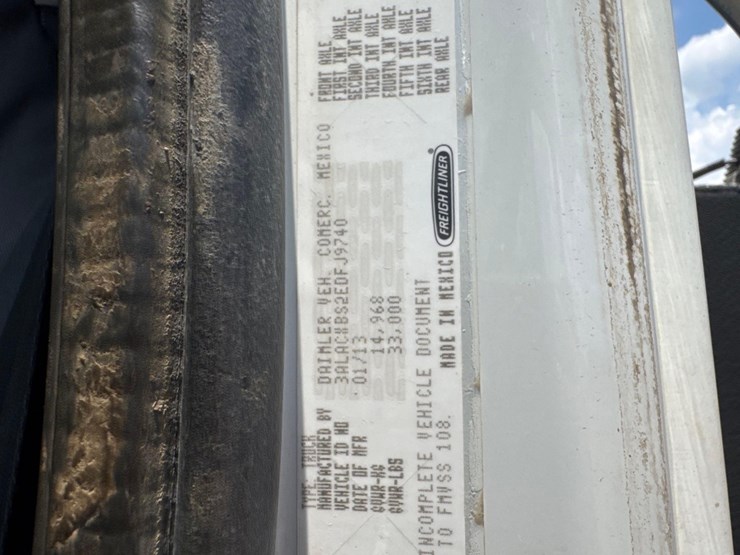 TYPE TRUCK
MANUFACTURED BY DAIMLER VEH. COMERC. MEXICO
VEHICLE ID NO 3ALACXBS2EDFJ9740
DATE OF MFR 01/13
GVWR-KG 14,968
GVWR-LBS 33,000
INCOMPLETE VEHICLE DOCUMENT
TO FMVSS 108. MADE IN MEXICO FREIGHTLINER
FRONT AXLE
FIRST INT AXLE
SECOND INT AXLE
THIRD INT AXLE
FOURTH INT AXLE
FIFTH INT AXLE
SIXTH INT AXLE
REAR AXLE